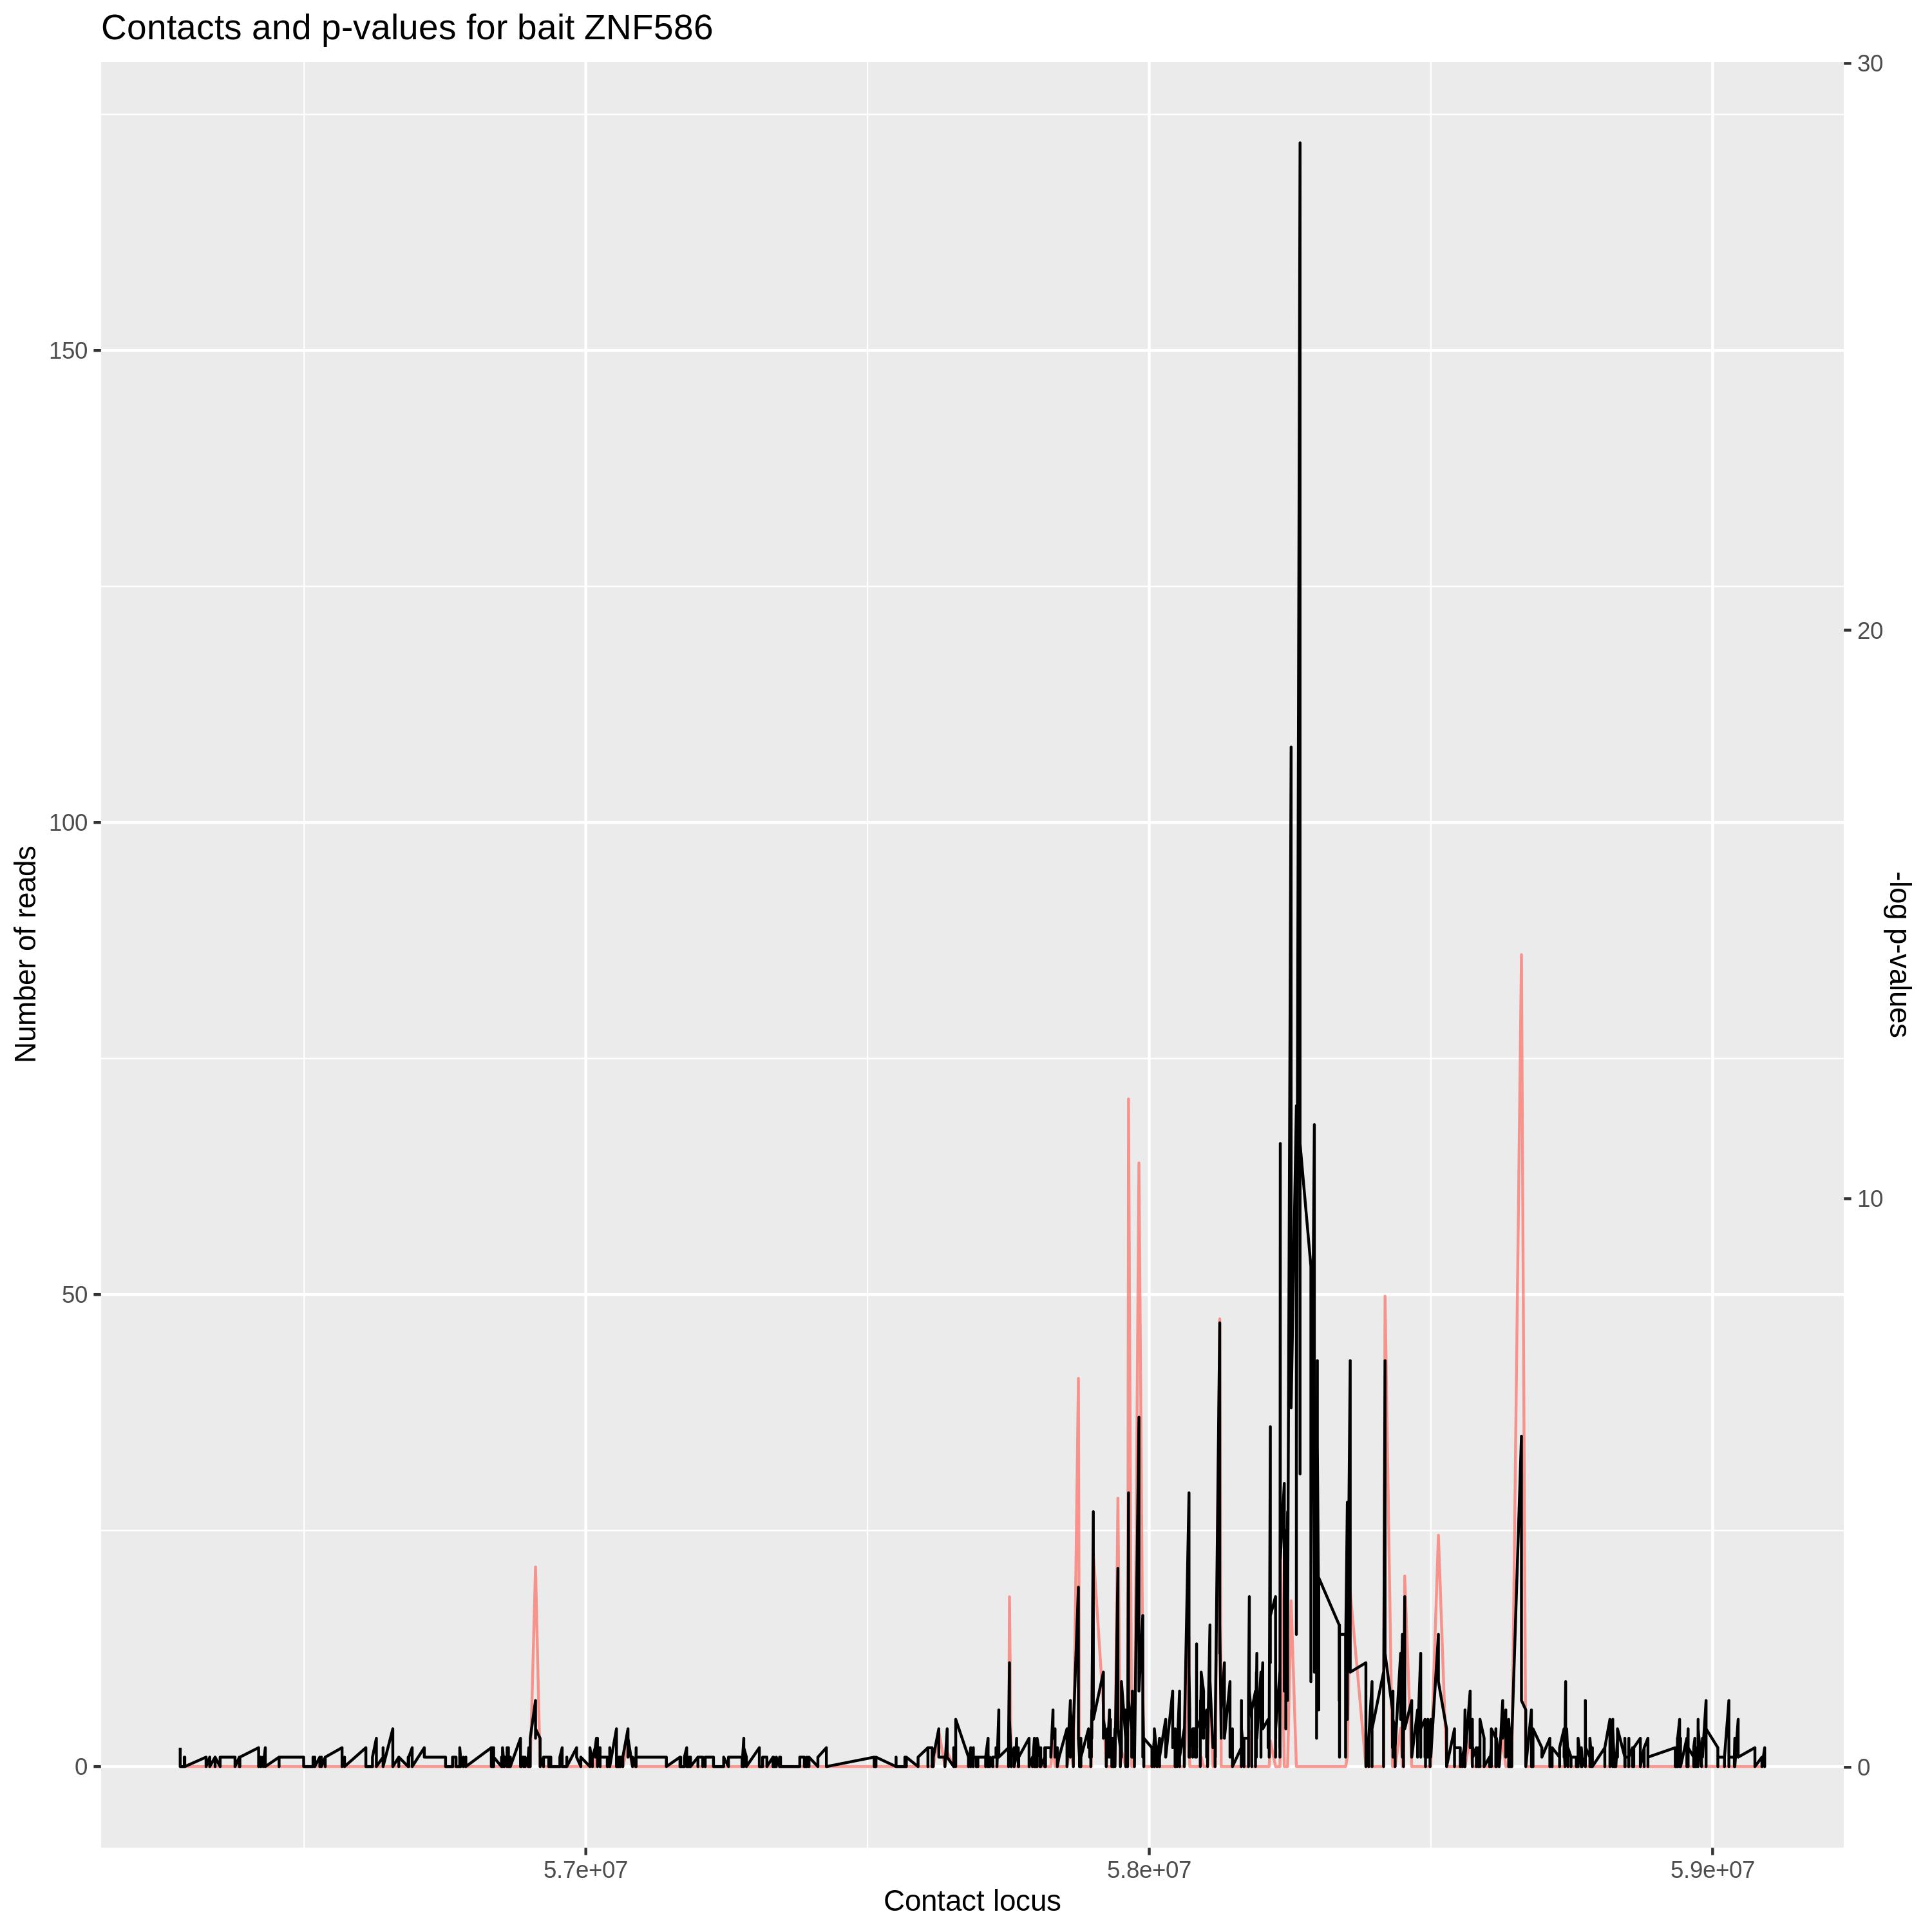 Contacts and p-values for bait ZNF586
30
150
20
100
Number of reads
-log p-values
10
50
0
0
5.7e+07
5.8e+07
5.9e+07
Contact locus